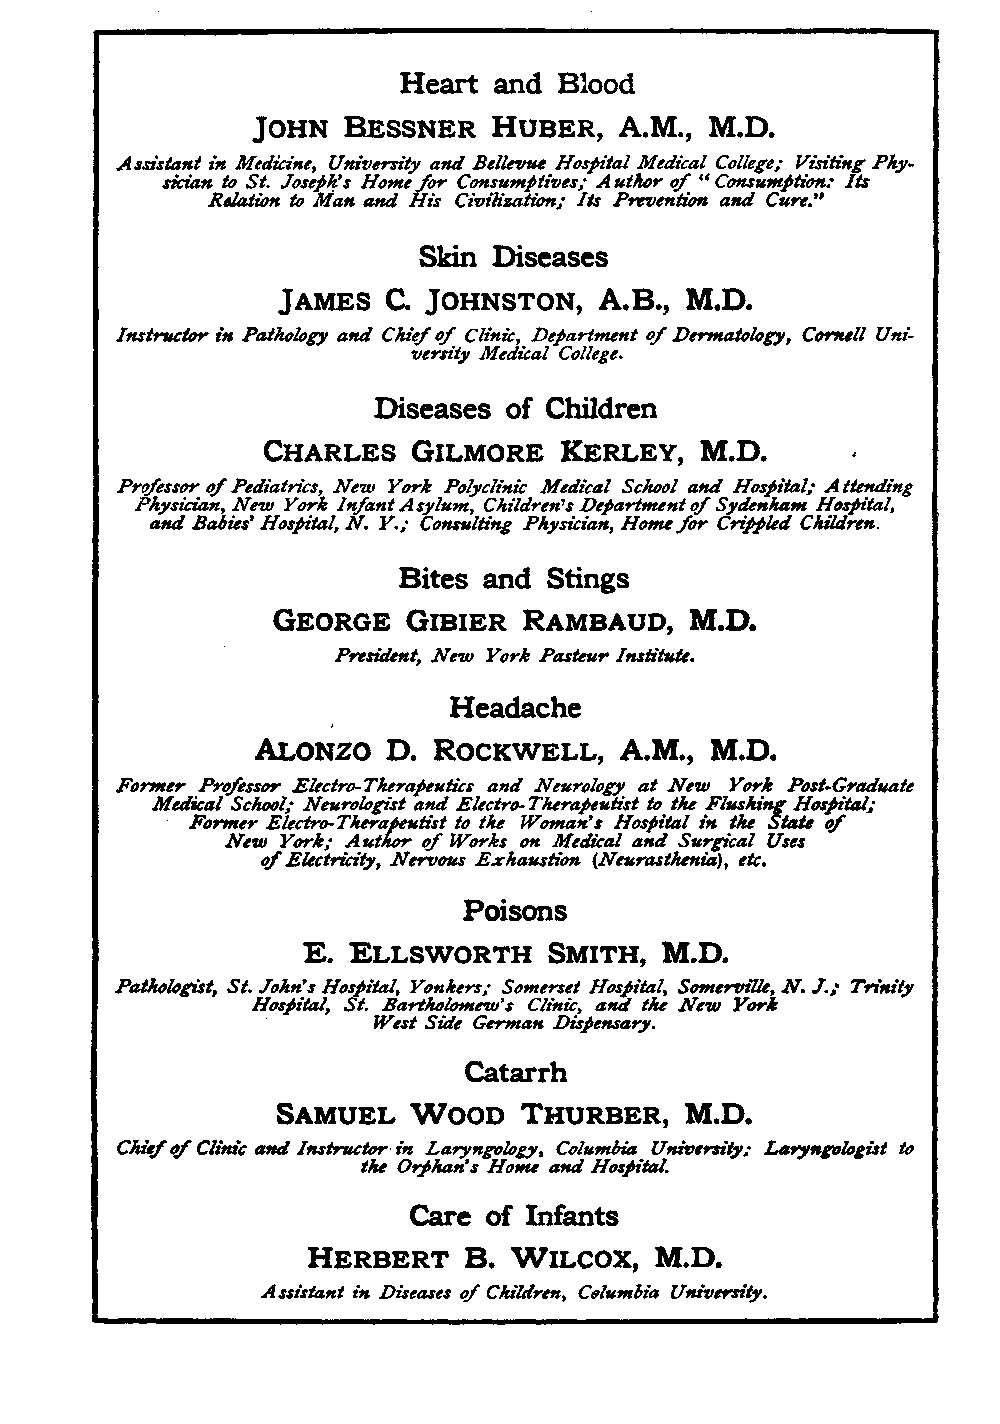 Heart and Blood
JOHN BESSNER HUBER, A.M., M.D.
Assistant in Medicine, University and Bellevue Hospital Medical College; Visiting Phy-
sician to St. Joseph's Home for Consumptives; Author of "Consumption: Its
Relation to Man and His Civilization; Its Prevention and Cure."
Skin Diseases
JAMES C. JOHNSTON, A.B., M.D.
Instructor in Pathology and Chief of Clinic, Department of Dermatology, Cornell Uni-
versity Medical College.
Diseases of Children
CHARLES GILMORE KERLEY, M.D.
Professor of Pediatrics, New York Polyclinic Medical School and Hospital; Attending
Physician, New York Infant Asylum, Children's Department of Sydenham Hospital,
and Babies' Hospital, N. Y.; Consulting Physician, Home for Crippled Children.
Bites and Stings
GEORGE GIBIER RAMBAUD, M.D.
President, New York Pasteur Institute.
Headache
ALONZO D. ROCKWELL, A.M., M.D.
Former Professor Electro-Therapeutics and Neurology at New York Post-Graduate
Medical School; Neurologist and Electro-Therapeutist to the Flushing Hospital;
Former Electro-Therapeutist to the Woman's Hospital in the State of
New York; Author of Works on Medical and Surgical Uses
of Electricity, Nervous Exhaustion (Neurasthenia), etc.
Poisons
E. ELLSWORTH SMITH, M.D.
Pathologist, St. John's Hospital, Yonkers; Somerset Hospital, Somerville, N. J.; Trinity
Hospital, St. Bartholomew's Clinic, and the New York
West Side German Dispensary.
Catarrh
SAMUEL WOOD THURBER, M.D.
Chief of Clinic and Instructor in Laryngology, Columbia University; Laryngologist to
the Orphan's Home and Hospital.
Care of Infants
HERBERT B. WILCOX, M.D.
Assistant in Diseases of Children, Columbia University.